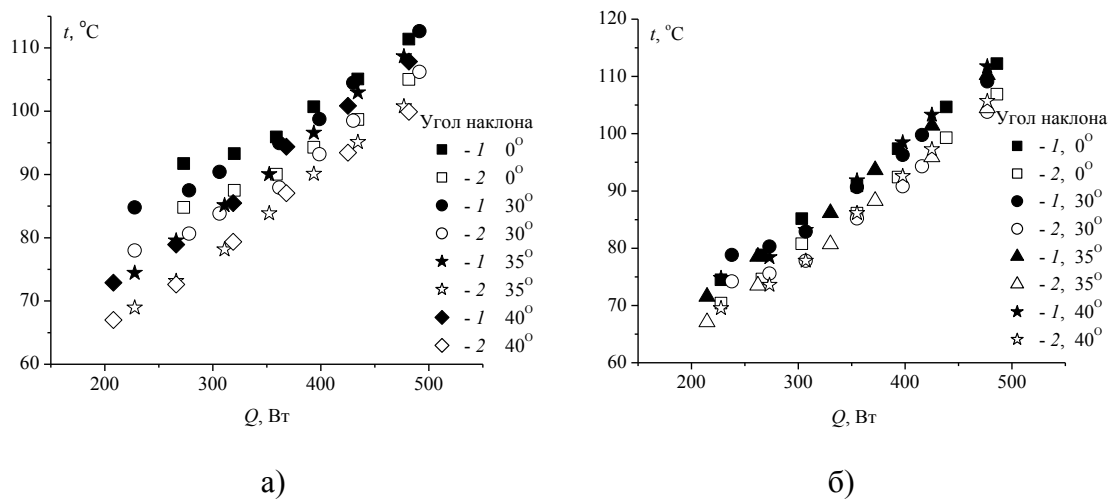 t, °C
110
100
90
80
70
60
200 300 400 500
Q, Вт
Угол наклона
- 1 0°
- 2 0°
- 1 30°
- 2 30°
- 1 35°
- 2 35°
- 1 40°
- 2 40°
а)
t, °C
120
110
100
90
80
70
60
200 300 400 500
Q, Вт
Угол наклона
- 1, 0°
- 2, 0°
- 1, 30°
- 2, 30°
- 1, 35°
- 2, 35°
- 1, 40°
- 2, 40°
б)